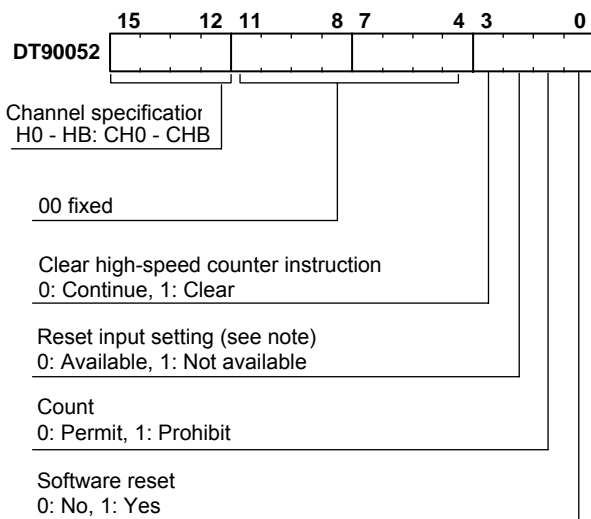 15 12 11 8 7 4 3 0
DT90052
Channel specification
H0 - HB: CH0 - CHB
00 fixed
Clear high-speed counter instruction
0: Continue, 1: Clear
Reset input setting (see note)
0: Available, 1: Not available
Count
0: Permit, 1: Prohibit
Software reset
0: No, 1: Yes